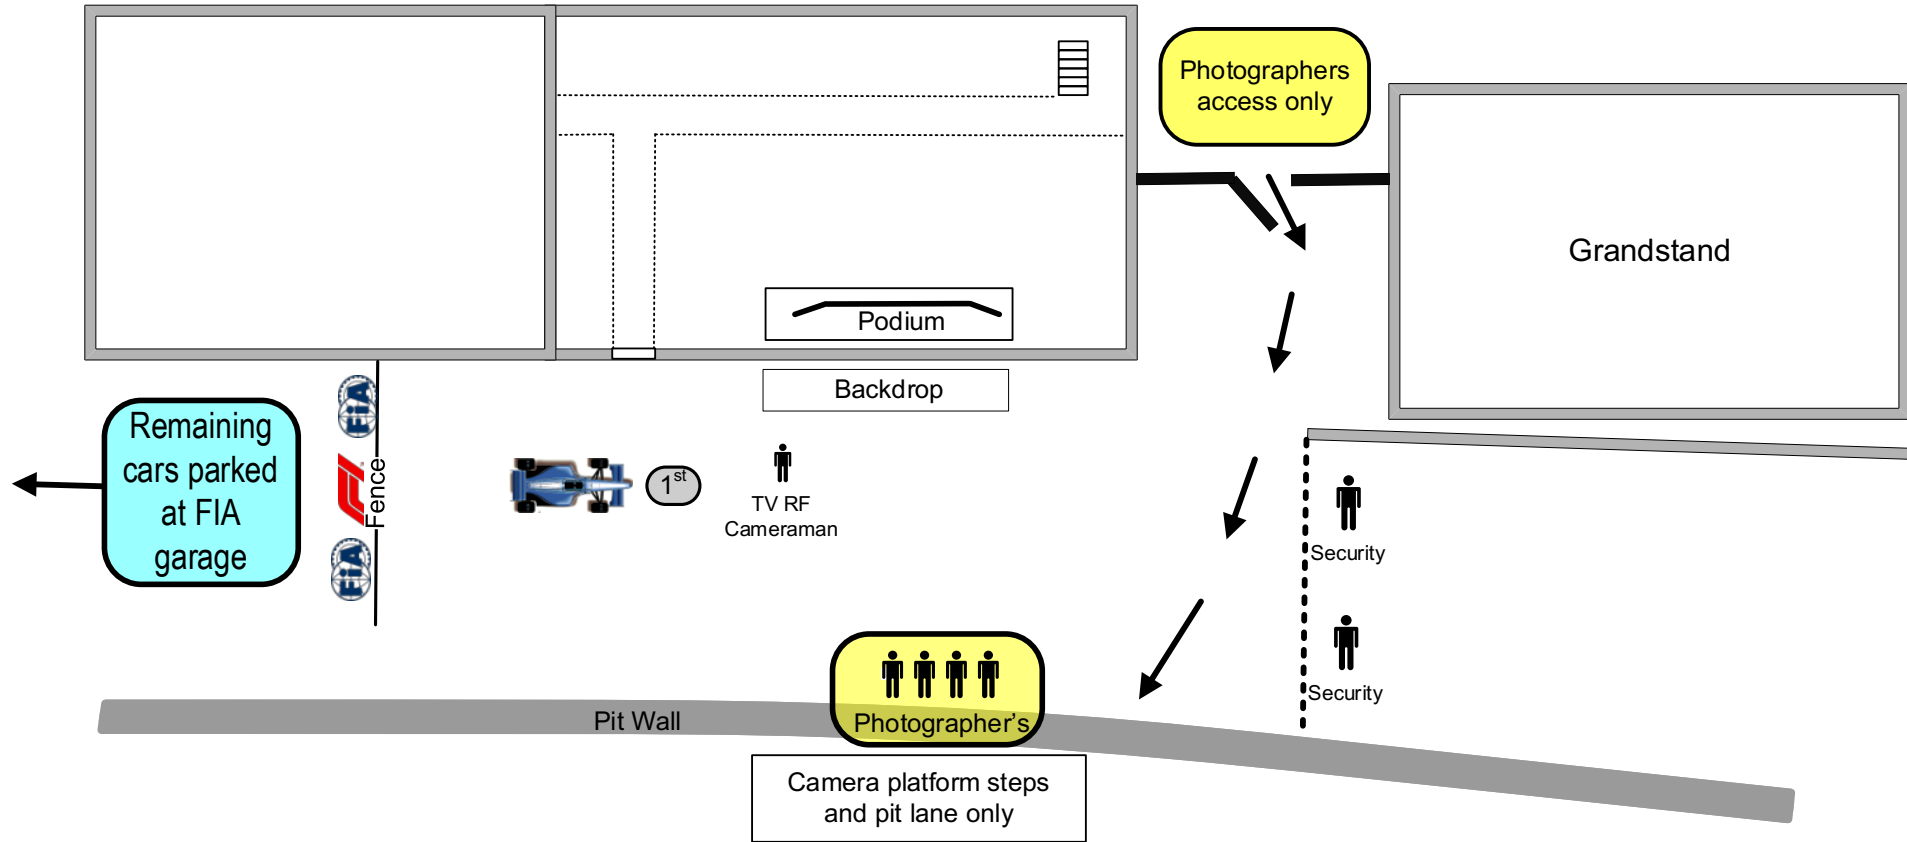 Photographers
access only
Grandstand
Podium
Backdrop
Remaining
cars parked
at FIA
garage
FiA
F1
FiA
Fence
1st
TV RF
Cameraman
Security
Security
Photographer's
Pit Wall
Camera platform steps
and pit lane only